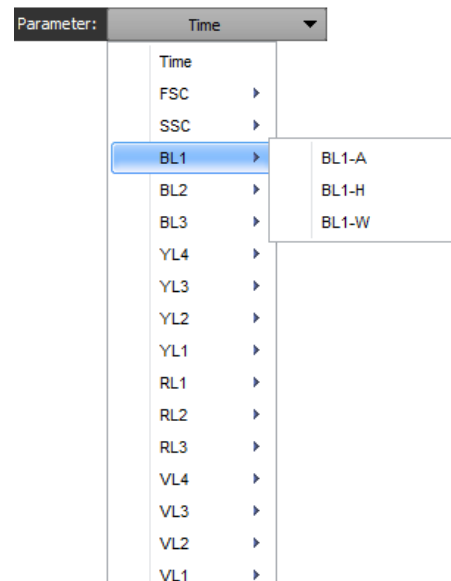 Parameter: Time
Time
FSC
SSC
BL1
BL1-A
BL1-H
BL1-W
BL2
BL3
YL4
YL3
YL2
YL1
RL1
RL2
RL3
VL4
VL3
VL2
VL1